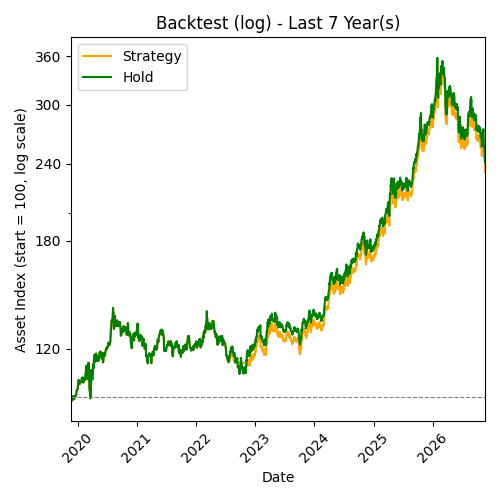 Backtest (log) - Last 7 Year(s)
Strategy
Hold
Asset Index (start = 100, log scale)
360
300
240
180
120
2020
2021
2022
2023
2024
2025
2026
Date